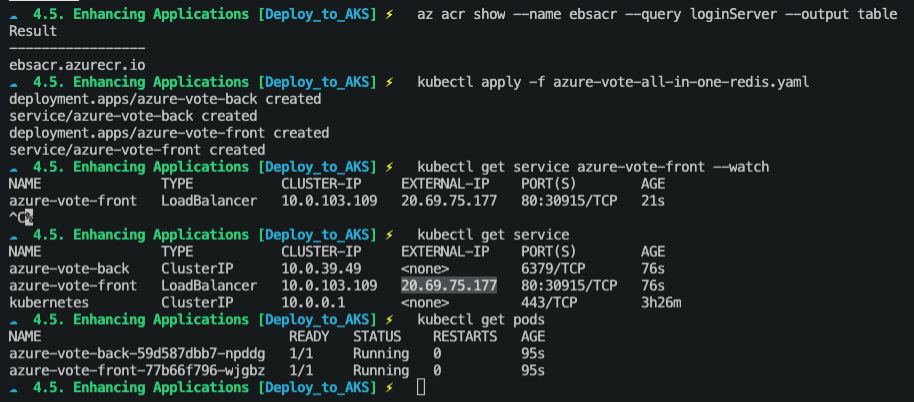 ☁ 4.5. Enhancing Applications [Deploy_to_AKS] ⚡ az acr show --name ebsacr --query loginServer --output table
Result
-----------------
ebsacr.azurecr.io
☁ 4.5. Enhancing Applications [Deploy_to_AKS] ⚡ kubectl apply -f azure-vote-all-in-one-redis.yaml
deployment.apps/azure-vote-back created
service/azure-vote-back created
deployment.apps/azure-vote-front created
service/azure-vote-front created
☁ 4.5. Enhancing Applications [Deploy_to_AKS] ⚡ kubectl get service azure-vote-front --watch
NAME TYPE CLUSTER-IP EXTERNAL-IP PORT(S) AGE
azure-vote-front LoadBalancer 10.0.103.109 20.69.75.177 80:30915/TCP 21s
^C%
☁ 4.5. Enhancing Applications [Deploy_to_AKS] ⚡ kubectl get service
NAME TYPE CLUSTER-IP EXTERNAL-IP PORT(S) AGE
azure-vote-back ClusterIP 10.0.39.49 <none> 6379/TCP 76s
azure-vote-front LoadBalancer 10.0.103.109 20.69.75.177 80:30915/TCP 76s
kubernetes ClusterIP 10.0.0.1 <none> 443/TCP 3h26m
☁ 4.5. Enhancing Applications [Deploy_to_AKS] ⚡ kubectl get pods
NAME READY STATUS RESTARTS AGE
azure-vote-back-59d587dbb7-npddg 1/1 Running 0 95s
azure-vote-front-77b66f796-wjgbz 1/1 Running 0 95s
☁ 4.5. Enhancing Applications [Deploy_to_AKS] ⚡